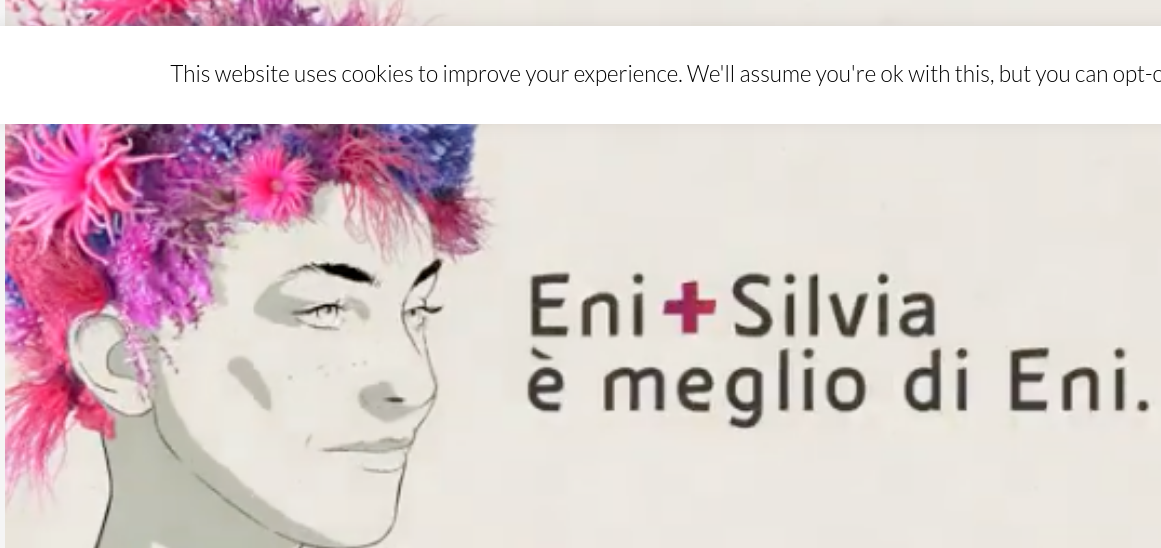 This website uses cookies to improve your experience. We'll assume you're ok with this, but you can opt-
Eni+Silvia
è meglio di Eni.